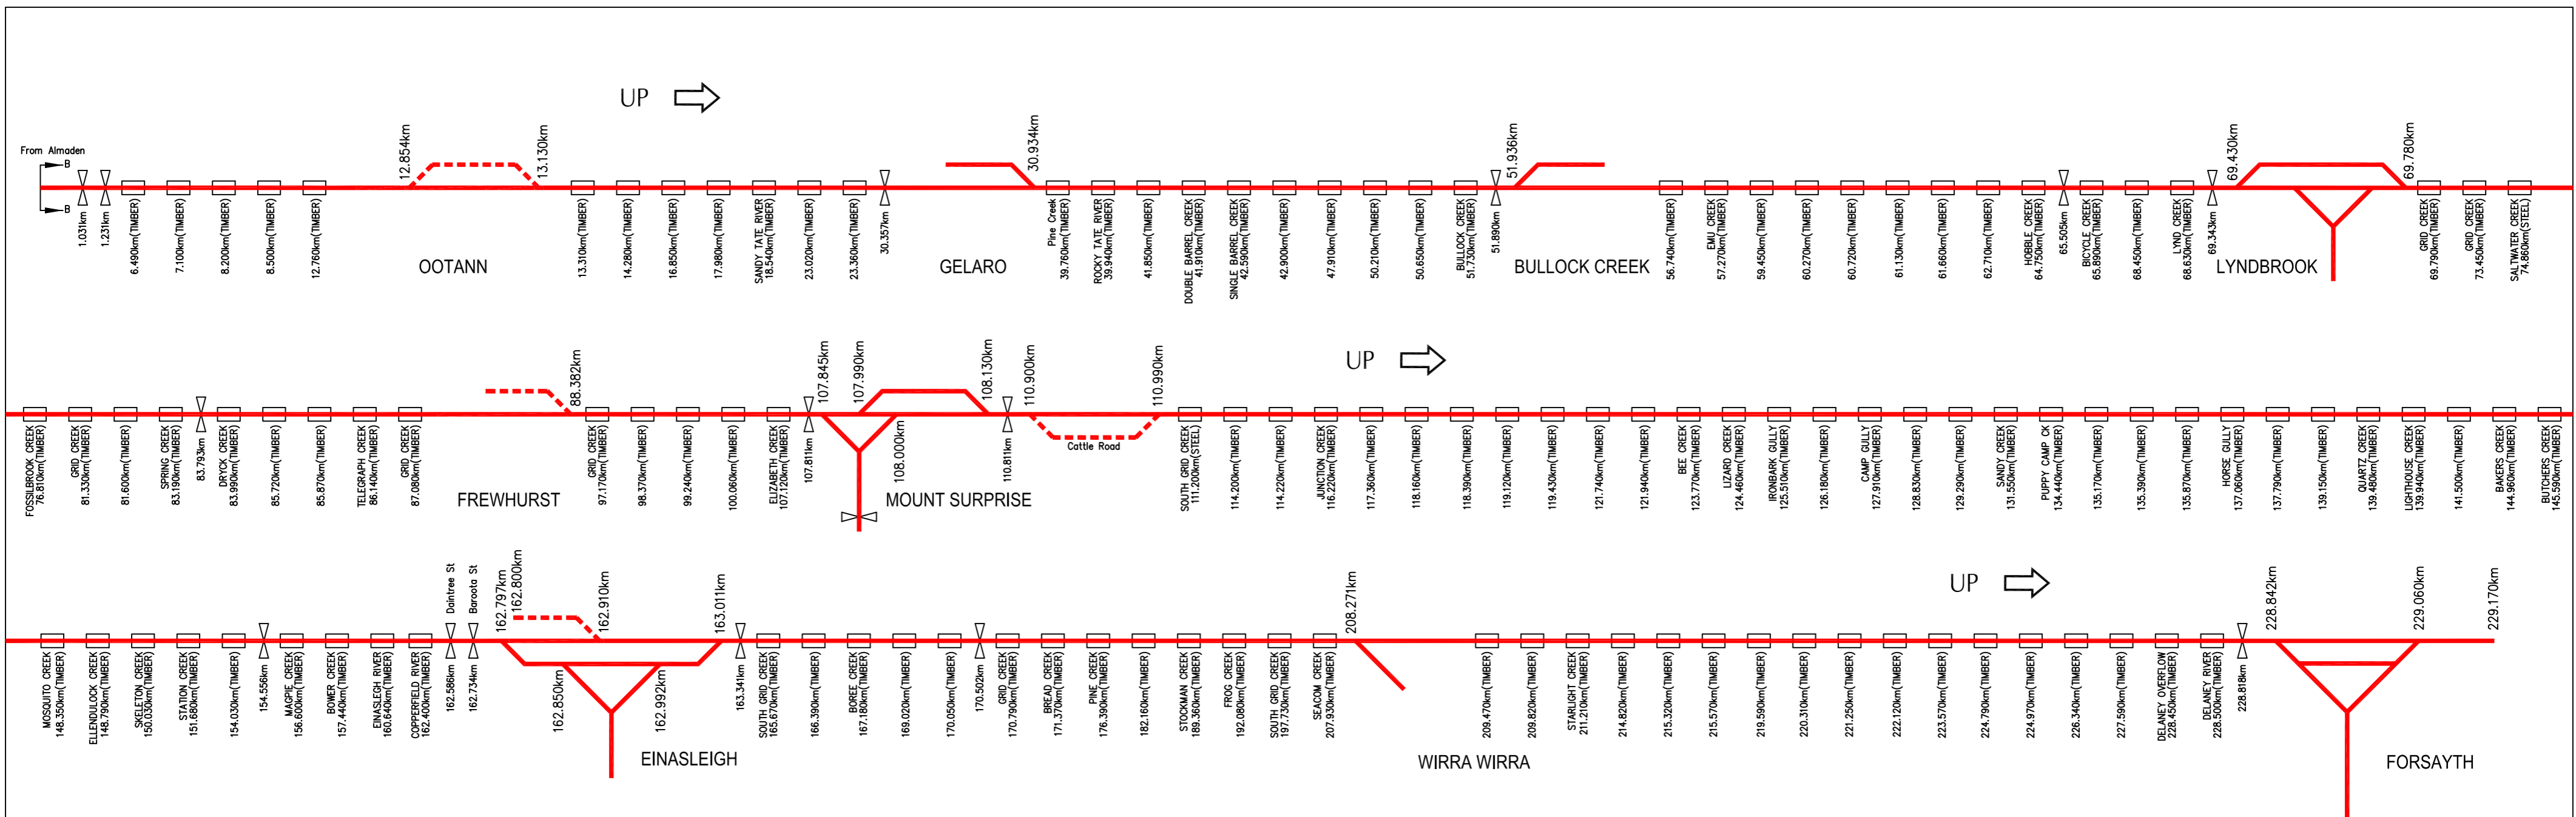 UP
From Almaden
B
B
1.031km
1.231km
6.490km(TIMBER)
7.100km(TIMBER)
8.200km(TIMBER)
8.500km(TIMBER)
12.760km(TIMBER)
12.854km
OOTANN
13.130km
13.310km(TIMBER)
14.280km(TIMBER)
16.850km(TIMBER)
17.980km(TIMBER)
SANDY TATE RIVER
18.540km(TIMBER)
23.020km(TIMBER)
23.360km(TIMBER)
30.357km
GELARO
30.934km
Pine Creek
39.760km(TIMBER)
ROCKY TATE RIVER
39.940km(TIMBER)
41.850km(TIMBER)
DOUBLE BARREL CREEK
41.910km(TIMBER)
SINGLE BARREL CREEK
42.590km(TIMBER)
42.900km(TIMBER)
47.910km(TIMBER)
50.210km(TIMBER)
50.650km(TIMBER)
BULLOCK CREEK
51.730km(TIMBER)
51.890km
51.936km
BULLOCK CREEK
56.740km(TIMBER)
EMU CREEK
57.270km(TIMBER)
59.450km(TIMBER)
60.270km(TIMBER)
60.720km(TIMBER)
61.130km(TIMBER)
61.660km(TIMBER)
62.710km(TIMBER)
HOBBLE CREEK
64.750km(TIMBER)
65.505km
BICYCLE CREEK
65.890km(TIMBER)
68.450km(TIMBER)
LYND CREEK
68.630km(TIMBER)
69.343km
69.430km
LYNDBROOK
69.780km
GRID CREEK
69.790km(TIMBER)
GRID CREEK
73.450km(TIMBER)
SALTWATER CREEK
74.860km(STEEL)
UP
FOSSILBROOK CREEK
76.810km(TIMBER)
GRID CREEK
81.330km(TIMBER)
81.600km(TIMBER)
SPRING CREEK
83.190km(TIMBER)
83.793km
DRYCK CREEK
83.990km(TIMBER)
85.720km(TIMBER)
85.870km(TIMBER)
TELEGRAPH CREEK
86.140km(TIMBER)
GRID CREEK
87.080km(TIMBER)
FREWHURST
88.382km
GRID CREEK
97.170km(TIMBER)
98.370km(TIMBER)
99.240km(TIMBER)
100.060km(TIMBER)
ELIZABETH CREEK
107.120km(TIMBER)
107.811km
107.845km
107.990km
108.000km
MOUNT SURPRISE
108.130km
110.811km
110.900km
Cattle Road
110.990km
SOUTH GRID CREEK
111.200km(STEEL)
114.200km(TIMBER)
114.220km(TIMBER)
JUNCTION CREEK
116.220km(TIMBER)
117.360km(TIMBER)
118.160km(TIMBER)
118.390km(TIMBER)
119.120km(TIMBER)
119.430km(TIMBER)
121.740km(TIMBER)
121.940km(TIMBER)
BEE CREEK
123.770km(TIMBER)
LIZARD CREEK
124.460km(TIMBER)
IRONBARK GULLY
125.510km(TIMBER)
126.180km(TIMBER)
CAMP GULLY
127.910km(TIMBER)
128.830km(TIMBER)
129.290km(TIMBER)
SANDY CREEK
131.550km(TIMBER)
PUPPY CAMP CK
134.440km(TIMBER)
135.170km(TIMBER)
135.390km(TIMBER)
135.870km(TIMBER)
HORSE GULLY
137.060km(TIMBER)
137.790km(TIMBER)
139.150km(TIMBER)
QUARTZ CREEK
139.480km(TIMBER)
LIGHTHOUSE CREEK
139.940km(TIMBER)
141.500km(TIMBER)
BAKERS CREEK
144.960km(TIMBER)
BUTCHERS CREEK
145.590km(TIMBER)
UP
MOSQUITO CREEK
148.350km(TIMBER)
ELLENDULOCK CREEK
148.790km(TIMBER)
SKELETON CREEK
150.030km(TIMBER)
STATION CREEK
151.680km(TIMBER)
154.030km(TIMBER)
154.556km
MAGPIE CREEK
156.600km(TIMBER)
BOWER CREEK
157.440km(TIMBER)
EINASLEIGH RIVER
160.640km(TIMBER)
COPPERFIELD RIVER
162.400km(TIMBER)
Daintree St
162.586km
Baroota St
162.734km
162.797km
162.800km
162.850km
162.910km
EINASLEIGH
162.992km
163.011km
163.341km
SOUTH GRID CREEK
165.670km(TIMBER)
166.390km(TIMBER)
BOREE CREEK
167.180km(TIMBER)
169.020km(TIMBER)
170.050km(TIMBER)
170.502km
GRID CREEK
170.790km(TIMBER)
BREAD CREEK
171.370km(TIMBER)
PINE CREEK
176.390km(TIMBER)
182.160km(TIMBER)
STOCKMAN CREEK
189.360km(TIMBER)
FROG CREEK
192.080km(TIMBER)
SOUTH GRID CREEK
197.730km(TIMBER)
SEACOM CREEK
207.930km(TIMBER)
208.271km
WIRRA WIRRA
209.470km(TIMBER)
209.820km(TIMBER)
STARLIGHT CREEK
211.210km(TIMBER)
214.820km(TIMBER)
215.320km(TIMBER)
215.570km(TIMBER)
219.590km(TIMBER)
220.310km(TIMBER)
221.250km(TIMBER)
222.120km(TIMBER)
223.570km(TIMBER)
224.790km(TIMBER)
224.970km(TIMBER)
226.340km(TIMBER)
227.590km(TIMBER)
DELANEY OVERFLOW
228.450km(TIMBER)
DELANEY RIVER
228.500km(TIMBER)
228.818km
228.842km
229.060km
FORSAYTH
229.170km